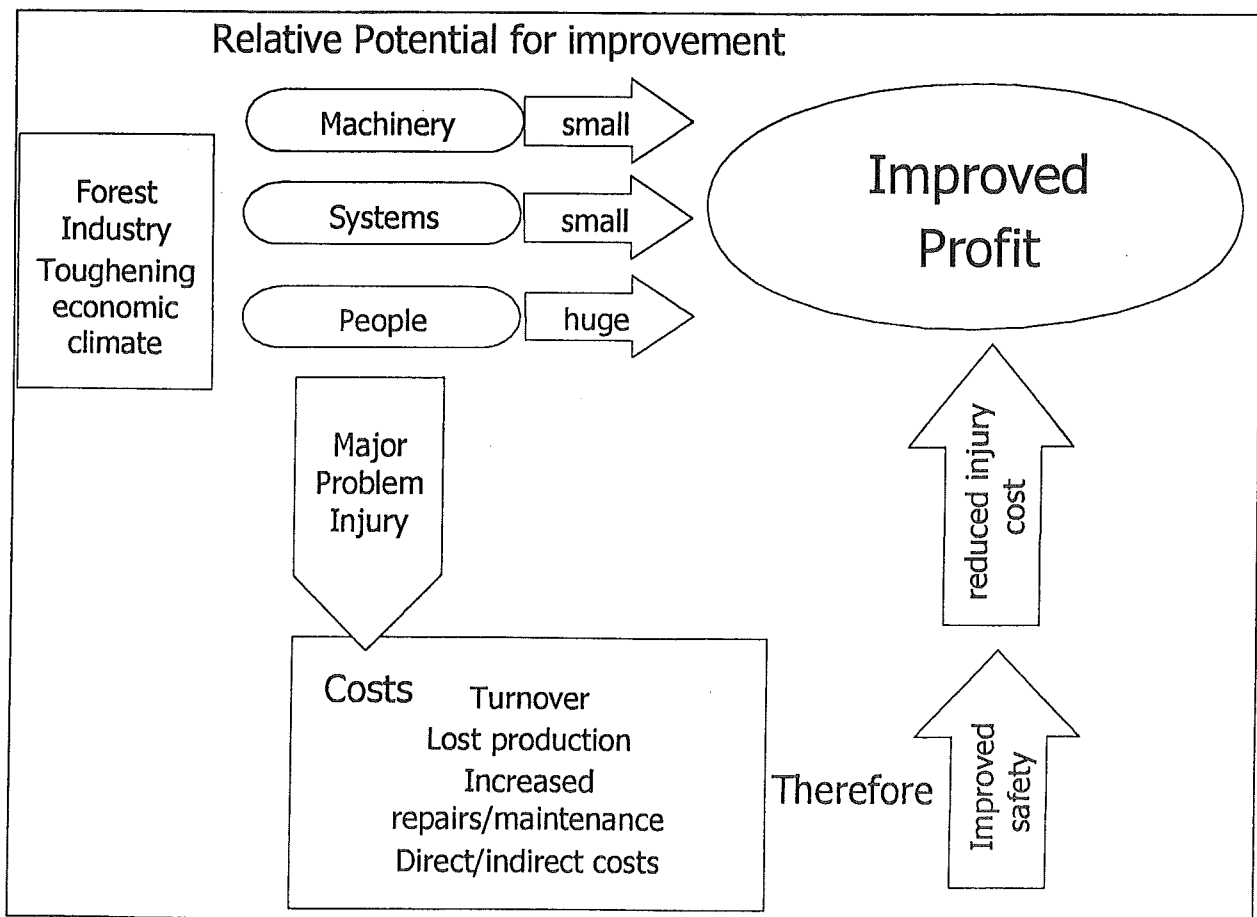 Relative Potential for improvement
Forest
Industry
Toughening
economic
climate
Machinery
small
Systems
small
People
huge
Improved
Profit
Major
Problem
Injury
Costs
Turnover
Lost production
Increased
repairs/maintenance
Direct/indirect costs
Therefore
Improved
safety
reduced injury
cost